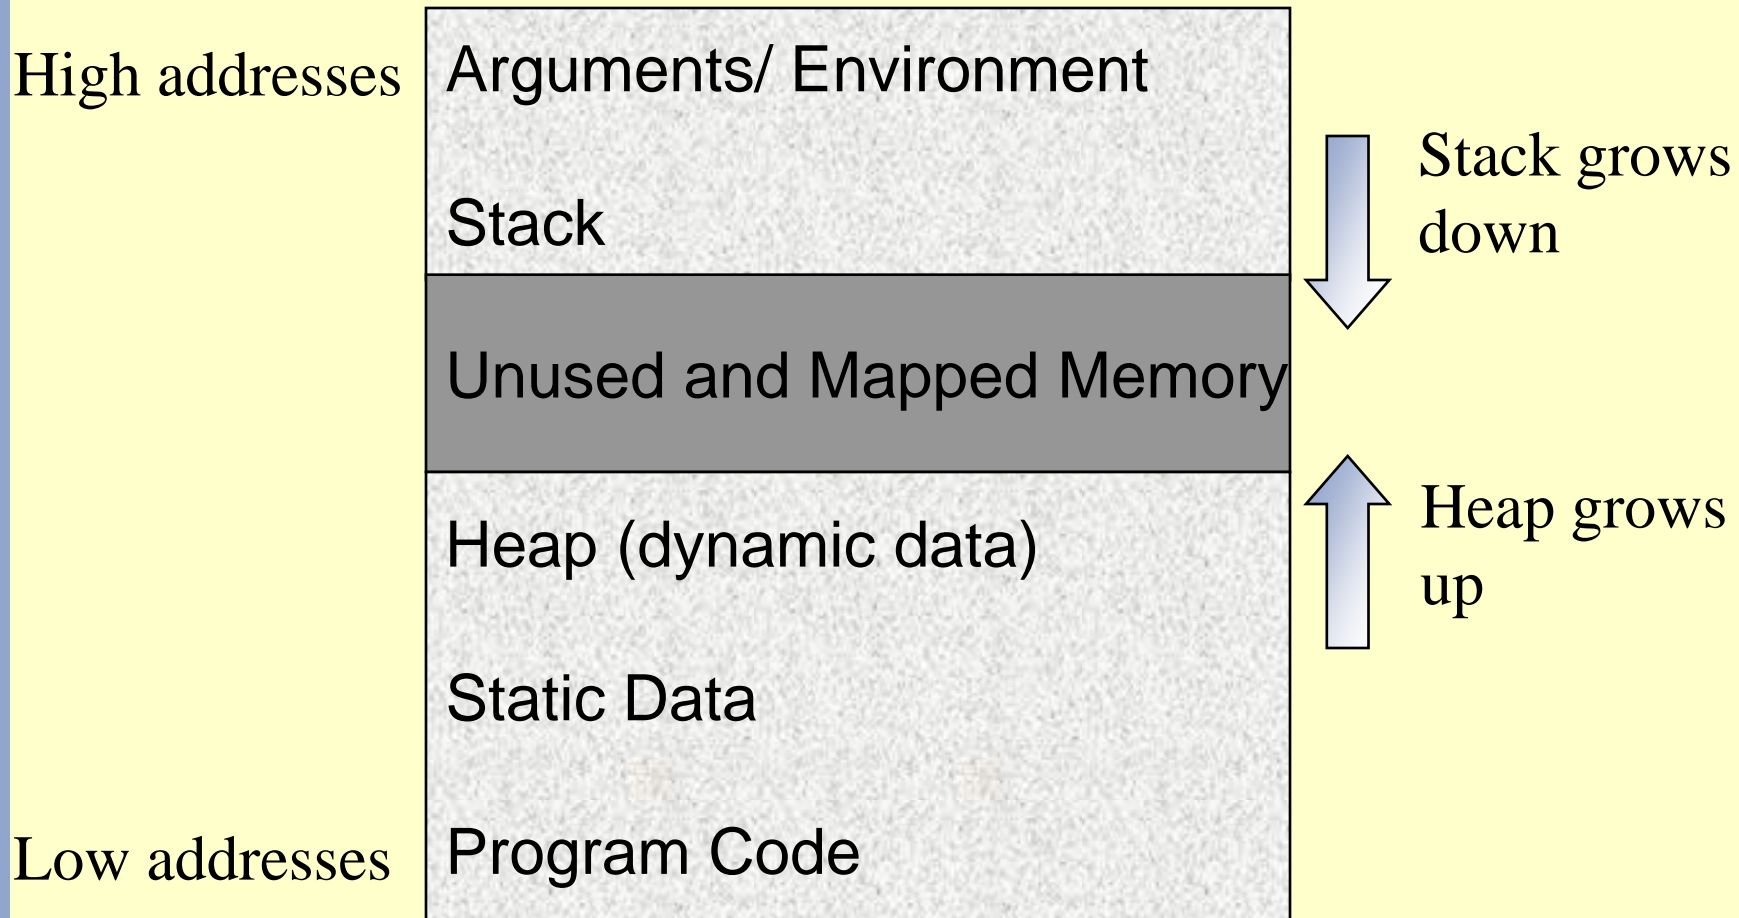 High addresses
Arguments/ Environment
Stack grows
down
Stack
Unused and Mapped Memory
Heap grows
up
Heap (dynamic data)
Static Data
Low addresses
Program Code